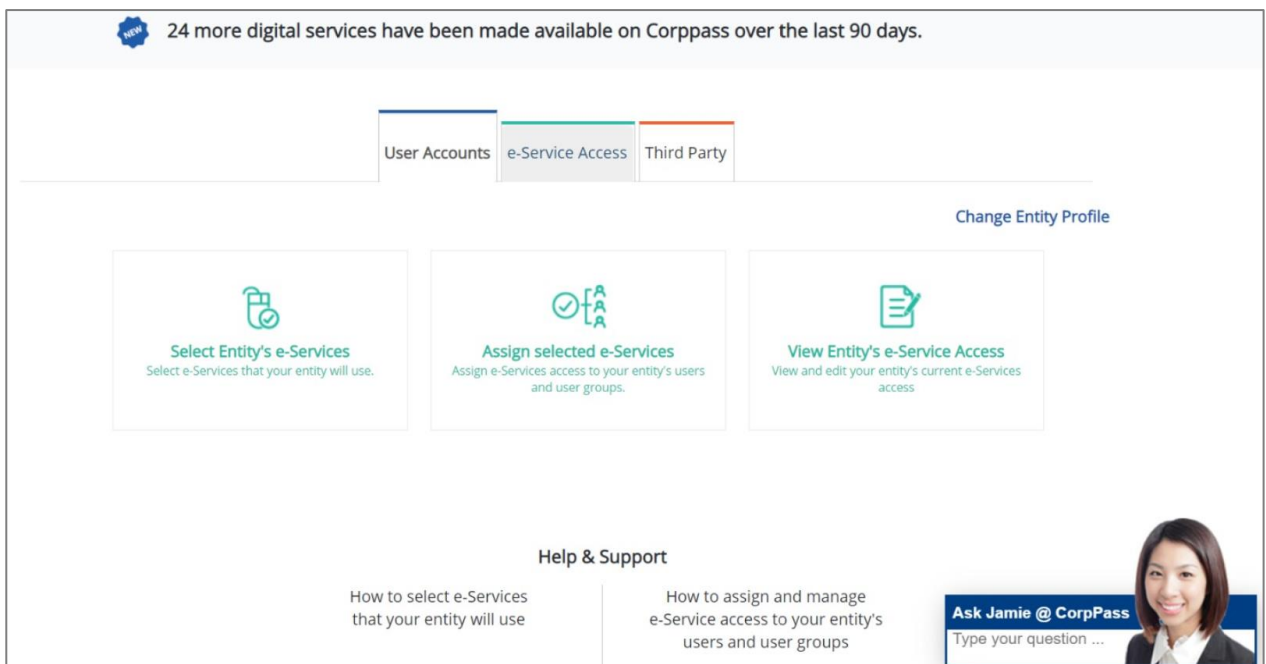 NEW
24 more digital services have been made available on Corppass over the last 90 days.
User Accounts
e-Service Access
Third Party
Change Entity Profile
Select Entity's e-Services
Select e-Services that your entity will use.
Assign selected e-Services
Assign e-Services access to your entity's users
and user groups.
View Entity's e-Service Access
View and edit your entity's current e-Services
access
Help & Support
How to select e-Services
that your entity will use
How to assign and manage
e-Service access to your entity's
users and user groups
Ask Jamie @ CorpPass
Type your question ...